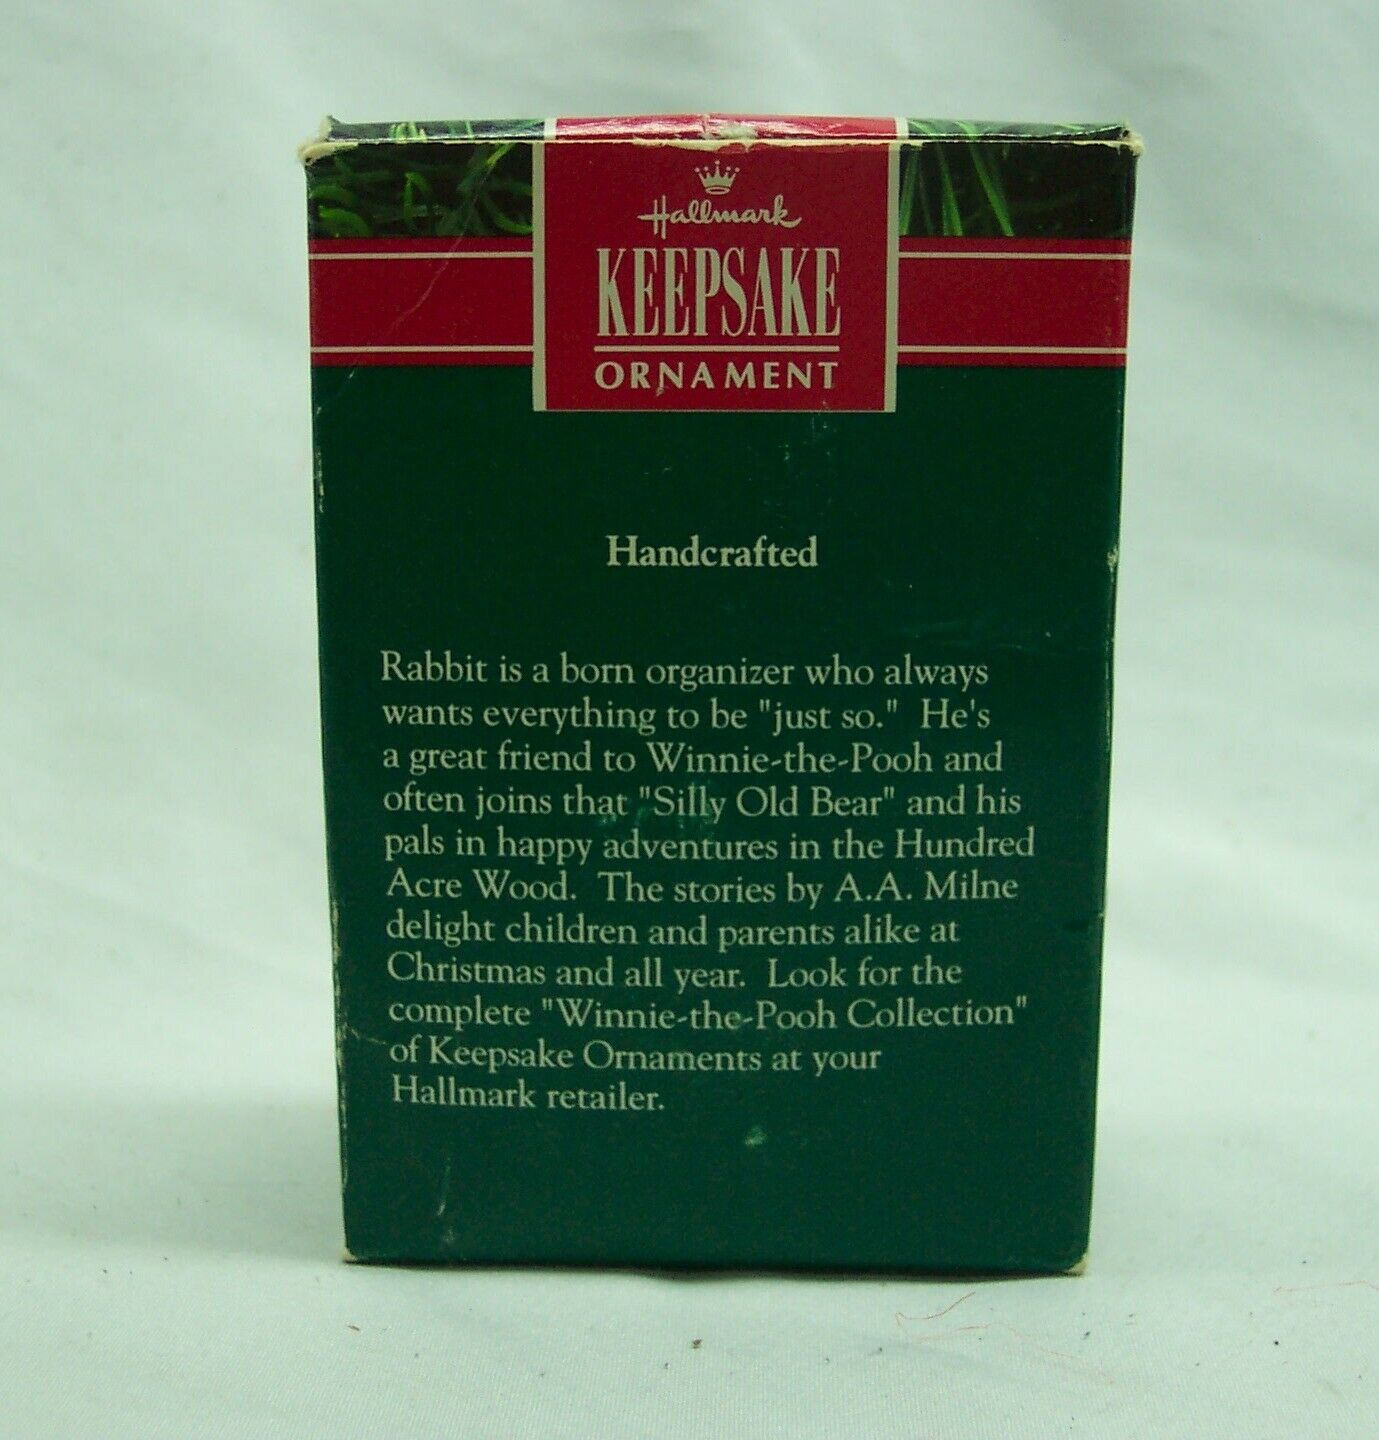 Hallmark
KEEPSAKE
ORNAMENT
Handcrafted
Rabbit is a born organizer who always
wants everything to be "just so." He's
a great friend to Winnie-the-Pooh and
often joins that "Silly Old Bear" and his
pals in happy adventures in the Hundred
Acre Wood. The stories by A.A. Milne
delight children and parents alike at
Christmas and all year. Look for the
complete "Winnie-the-Pooh Collection"
of Keepsake Ornaments at your
Hallmark retailer.